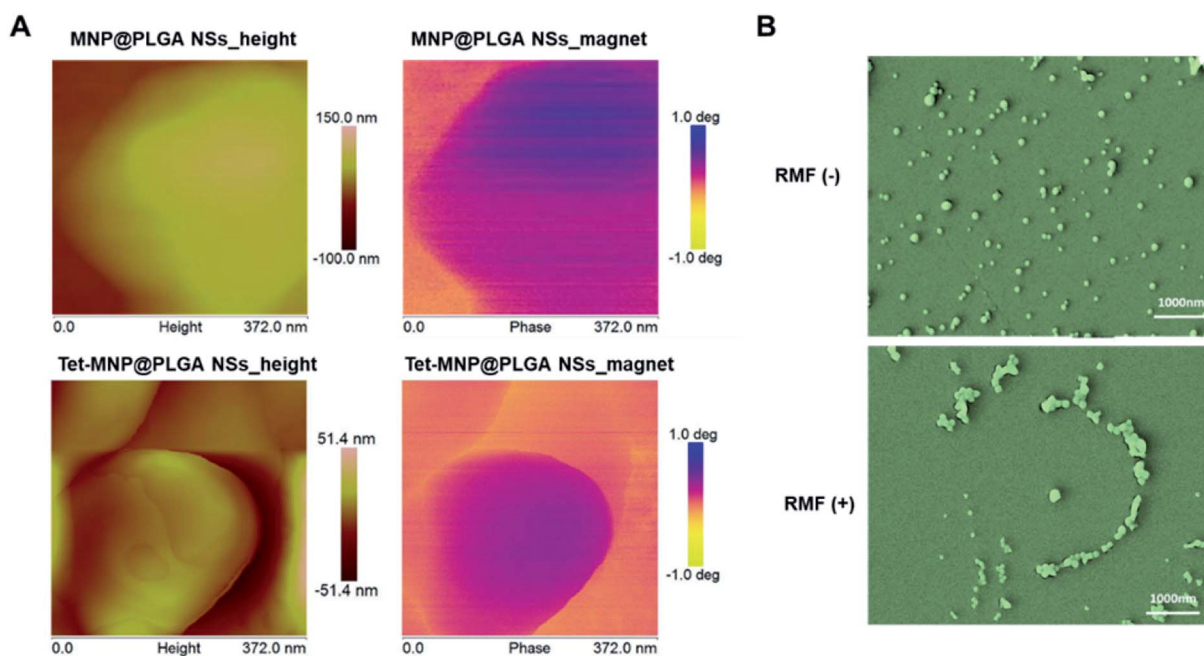 A
MNP@PLGA NSs_height
150.0 nm
-100.0 nm
0.0 Height 372.0 nm
MNP@PLGA NSs_magnet
1.0 deg
-1.0 deg
0.0 Phase 372.0 nm
Tet-MNP@PLGA NSs_height
51.4 nm
-51.4 nm
0.0 Height 372.0 nm
Tet-MNP@PLGA NSs_magnet
1.0 deg
-1.0 deg
0.0 Phase 372.0 nm
B
RMF (-)
1000nm
RMF (+)
1000nm